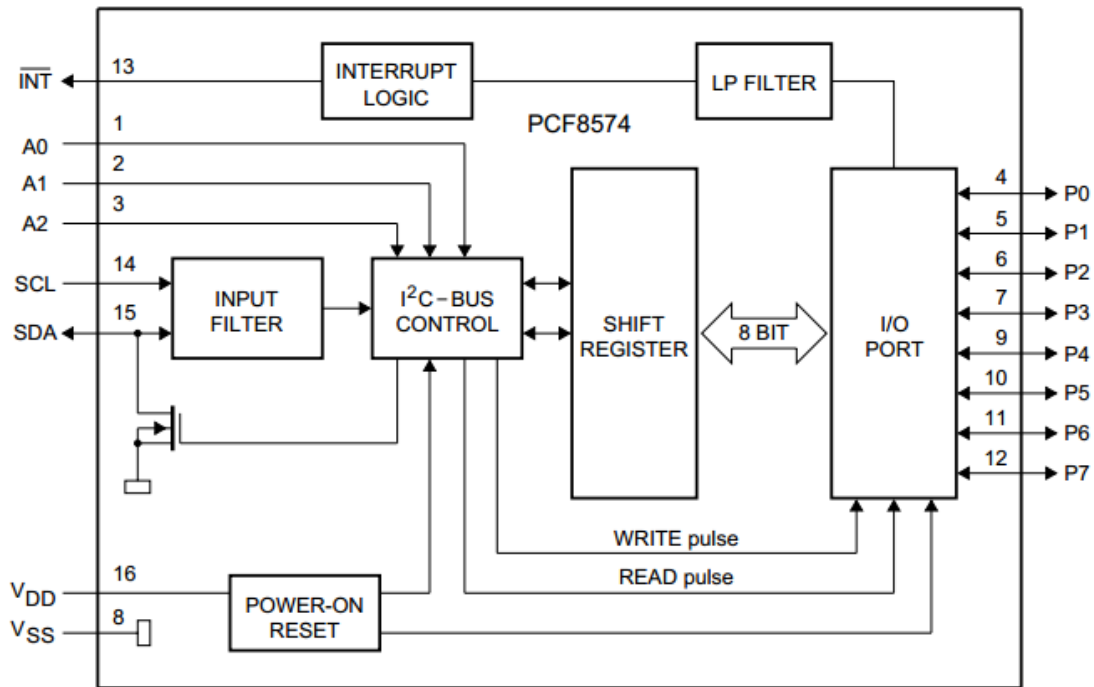 13
INT
INTERRUPT
LOGIC
LP FILTER
PCF8574
1
A0
2
A1
3
A2
14
SCL
15
SDA
INPUT
FILTER
I²C–BUS
CONTROL
SHIFT
REGISTER
8 BIT
I/O
PORT
4
P0
5
P1
6
P2
7
P3
9
P4
10
P5
11
P6
12
P7
WRITE pulse
READ pulse
16
VDD
8
VSS
POWER-ON
RESET